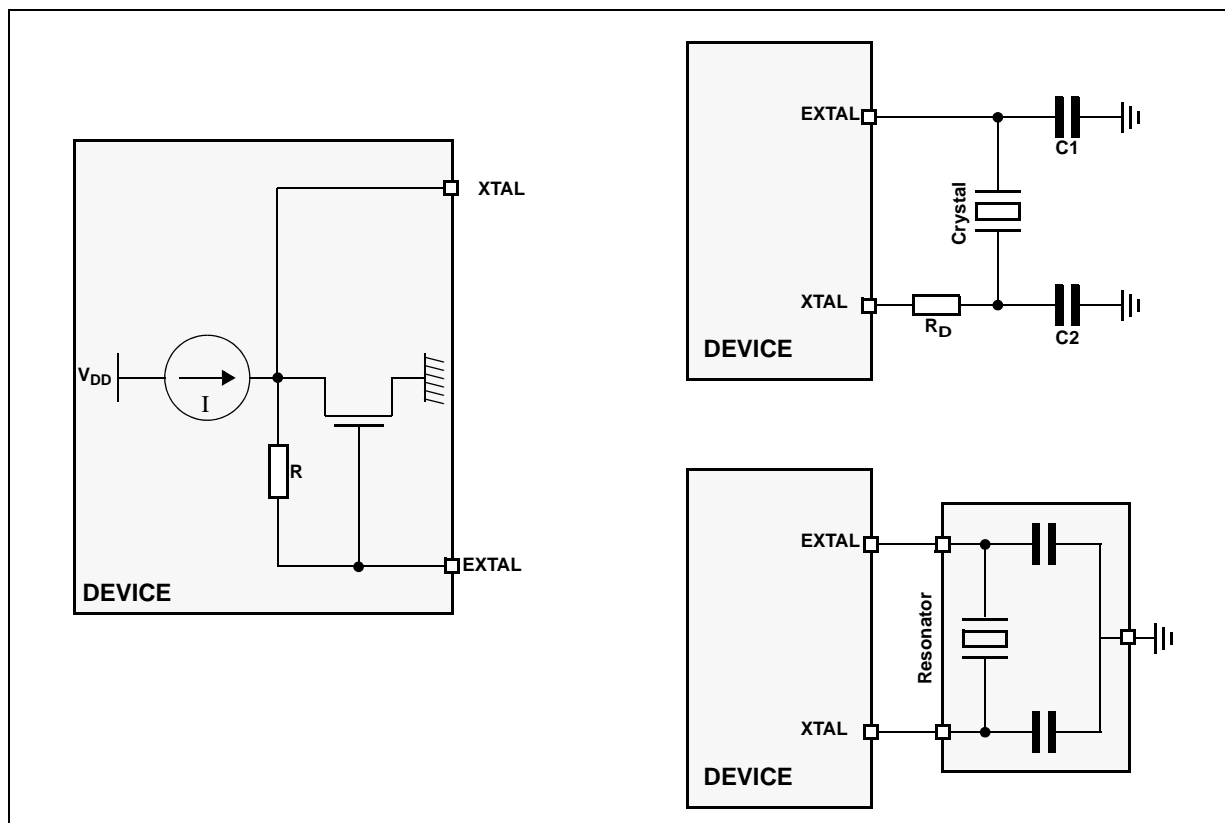 XTAL
V_DD
I
R
EXTAL
DEVICE
EXTAL
C1
Crystal
XTAL
R_D
C2
DEVICE
EXTAL
Resonator
XTAL
DEVICE